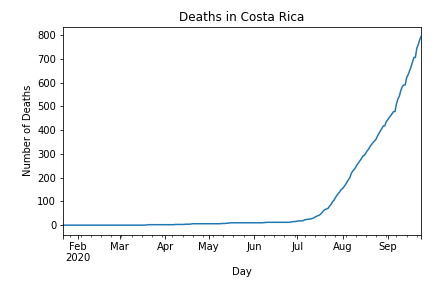 Deaths in Costa Rica
800
700
600
500
400
300
200
100
0
Number of Deaths
Feb Mar Apr May Jun Jul Aug Sep
2020
Day